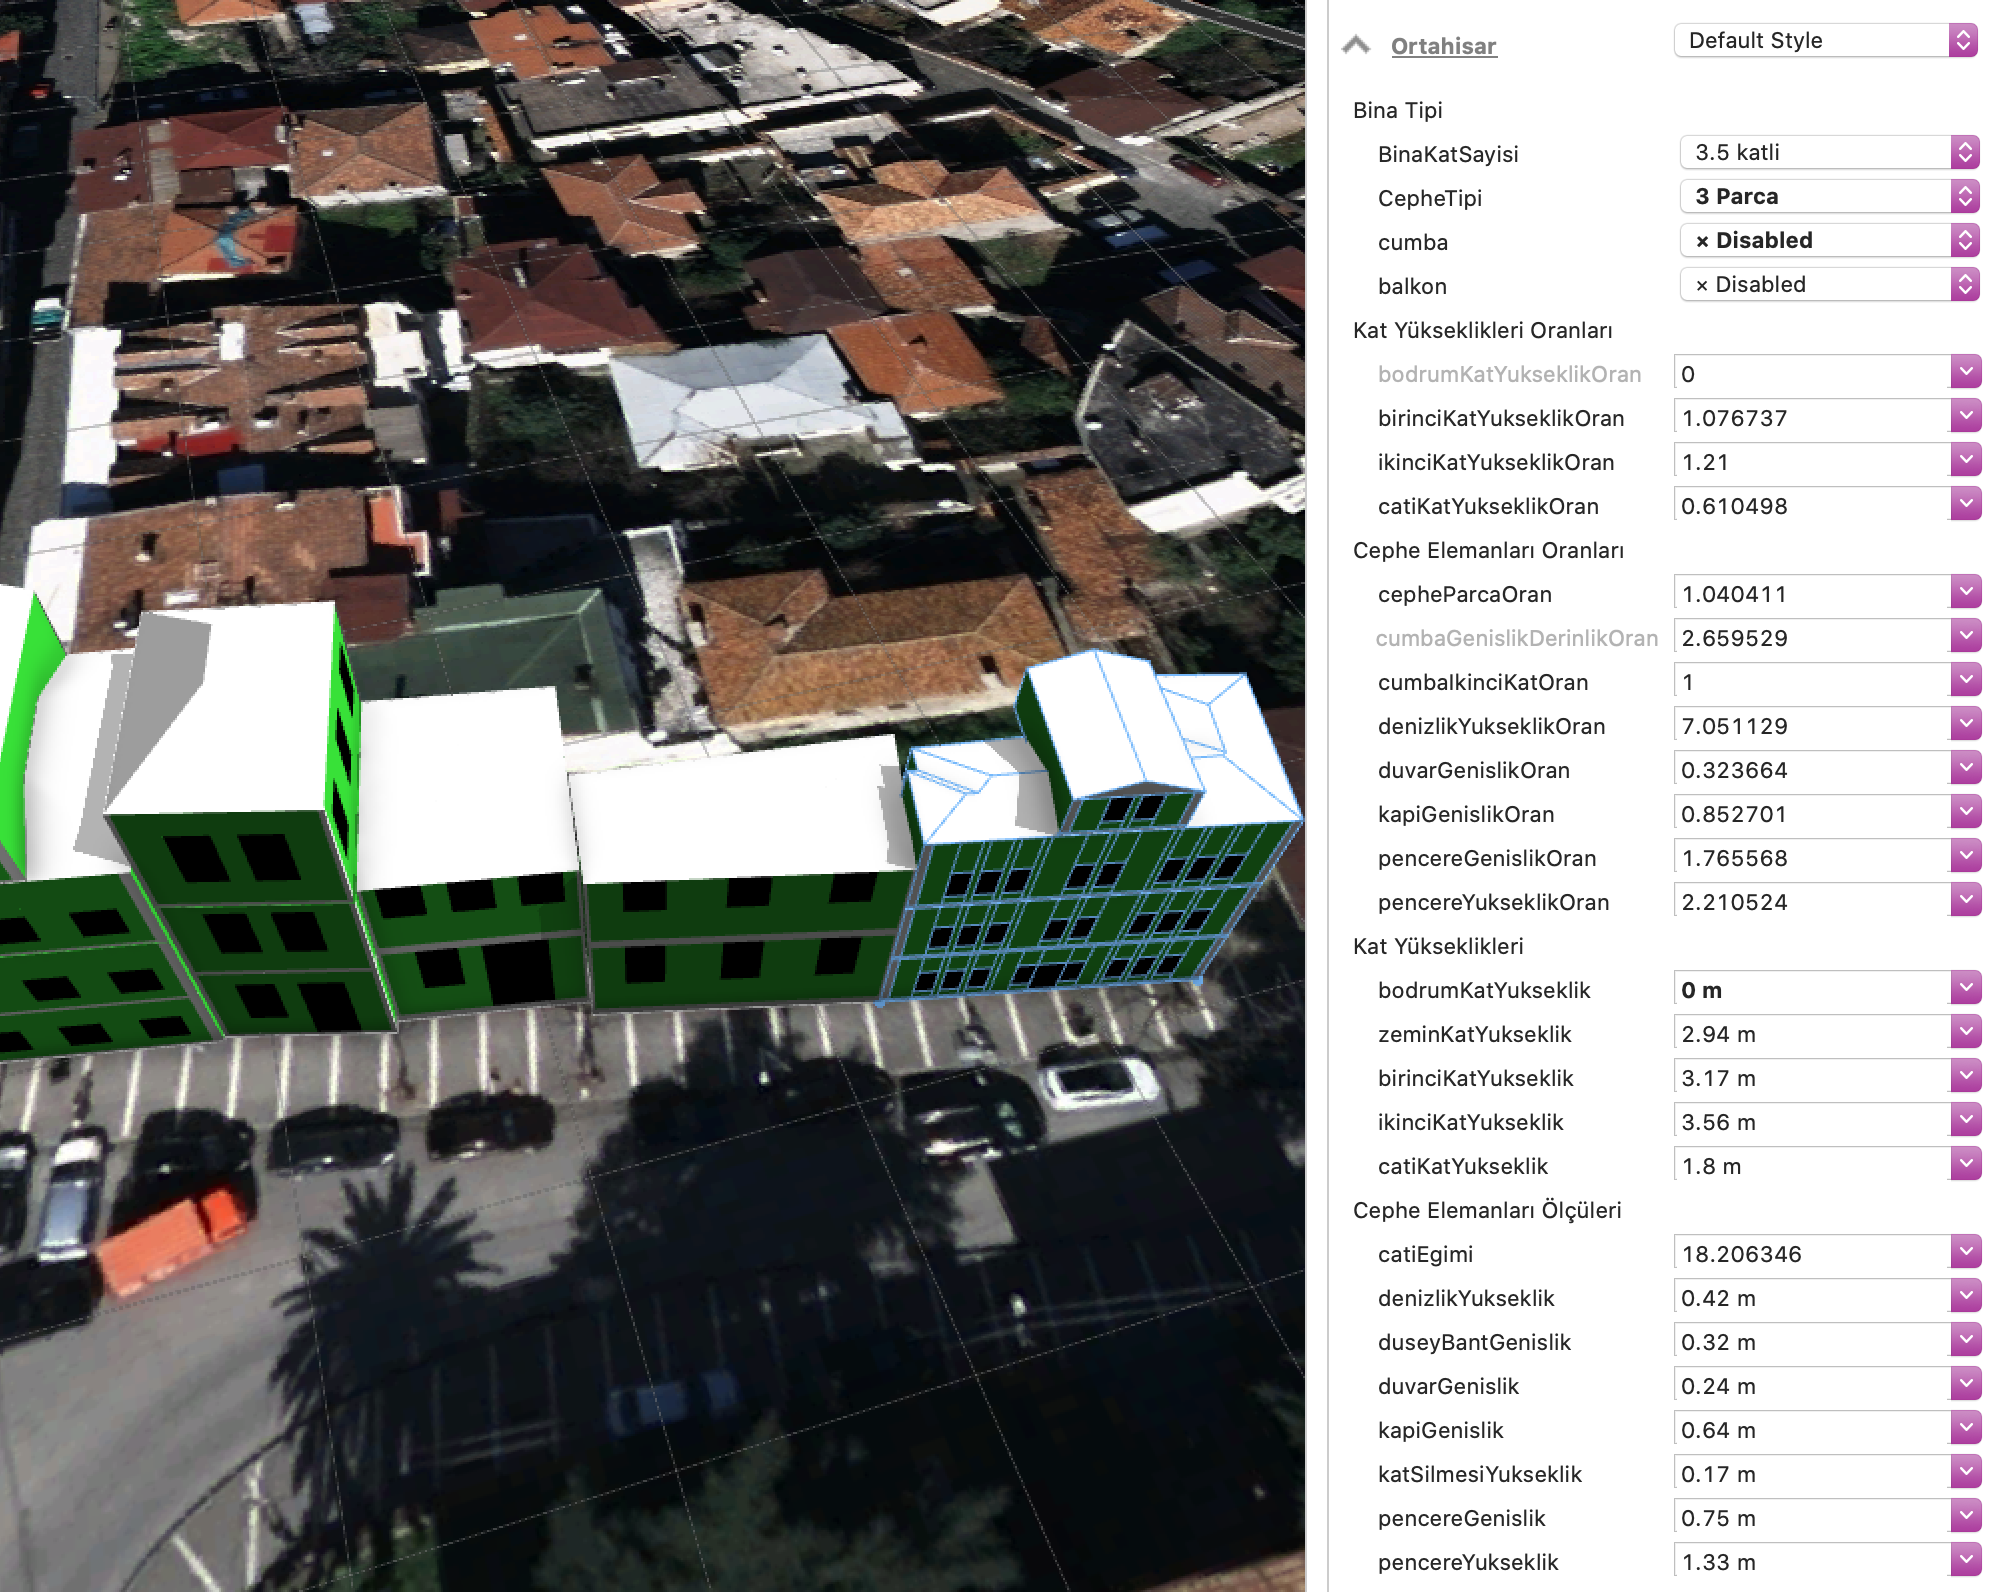 Ortahisar Default Style
Bina Tipi
BinaKatSayisi 3.5 katli
CepheTipi 3 Parca
cumba × Disabled
balkon × Disabled
Kat Yükseklikleri Oranları
bodrumKatYukseklikOran 0
birinciKatYukseklikOran 1.076737
ikinciKatYukseklikOran 1.21
catiKatYukseklikOran 0.610498
Cephe Elemanları Oranları
cepheParcaOran 1.040411
cumbaGenislikDerinlikOran 2.659529
cumbaIkinciKatOran 1
denizlikYukseklikOran 7.051129
duvarGenislikOran 0.323664
kapiGenislikOran 0.852701
pencereGenislikOran 1.765568
pencereYukseklikOran 2.210524
Kat Yükseklikleri
bodrumKatYukseklik 0 m
zeminKatYukseklik 2.94 m
birinciKatYukseklik 3.17 m
ikinciKatYukseklik 3.56 m
catiKatYukseklik 1.8 m
Cephe Elemanları Ölçüleri
catiEgimi 18.206346
denizlikYukseklik 0.42 m
duseyBantGenislik 0.32 m
duvarGenislik 0.24 m
kapiGenislik 0.64 m
katSilmesiYukseklik 0.17 m
pencereGenislik 0.75 m
pencereYukseklik 1.33 m